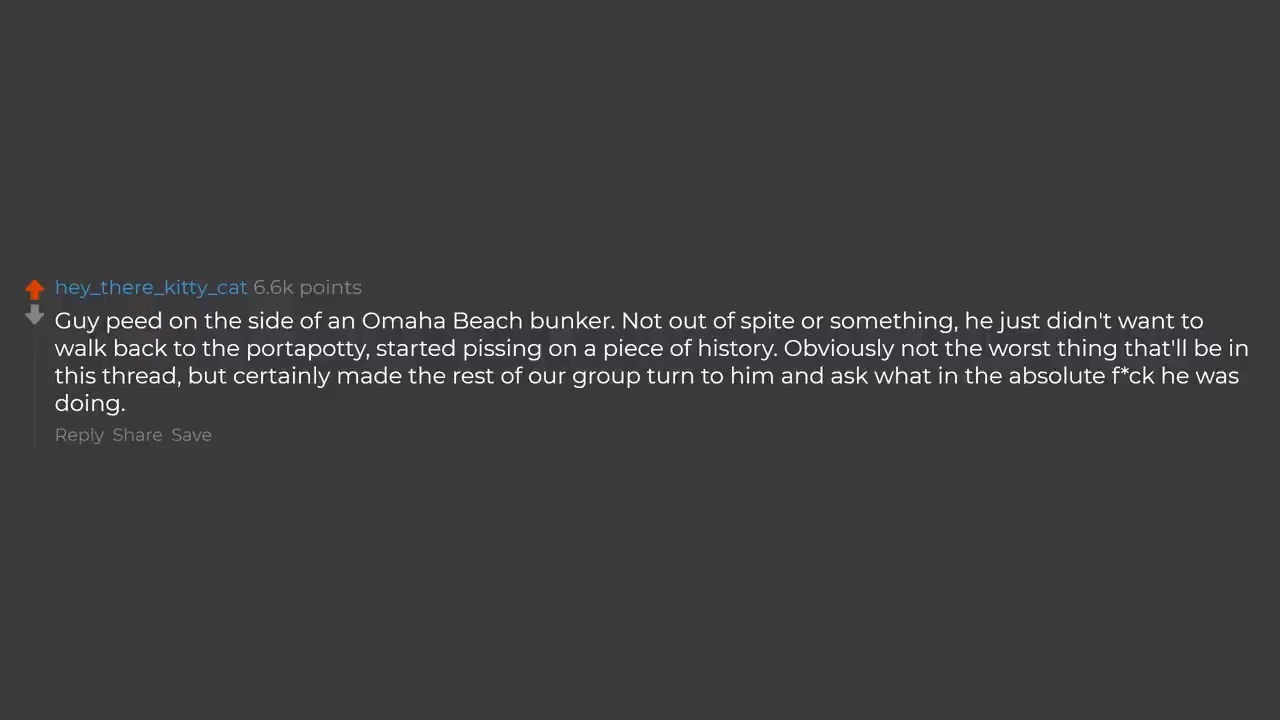 hey_there_kitty_cat 6.6k points
Guy peed on the side of an Omaha Beach bunker. Not out of spite or something, he just didn't want to
walk back to the portapotty, started pissing on a piece of history. Obviously not the worst thing that'll be in
this thread, but certainly made the rest of our group turn to him and ask what in the absolute f*ck he was
doing.
Reply Share Save